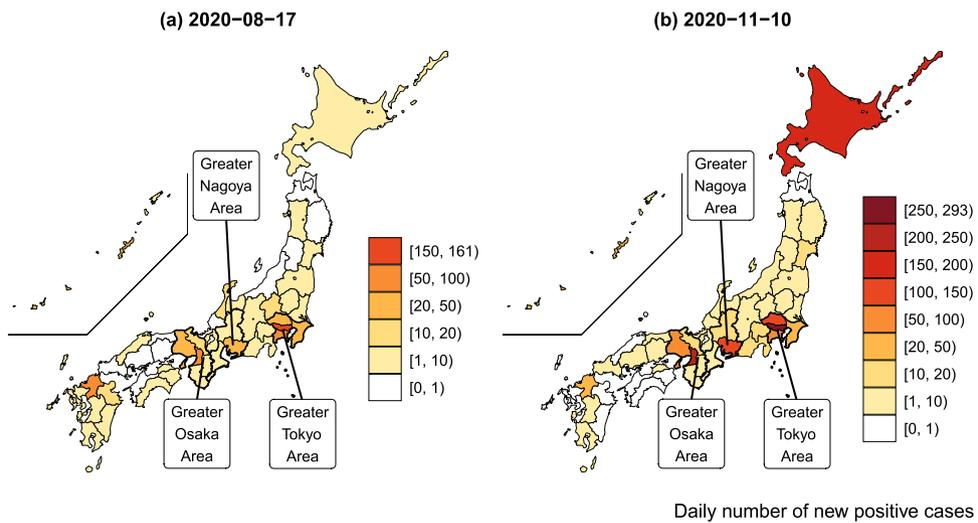 (a) 2020−08−17
(b) 2020−11−10
Greater
Nagoya
Area
[150, 161)
[50, 100)
[20, 50)
[10, 20)
[1, 10)
[0, 1)
Greater
Osaka
Area
Greater
Tokyo
Area
Greater
Nagoya
Area
[250, 293)
[200, 250)
[150, 200)
[100, 150)
[50, 100)
[20, 50)
[10, 20)
[1, 10)
[0, 1)
Greater
Osaka
Area
Greater
Tokyo
Area
Daily number of new positive cases